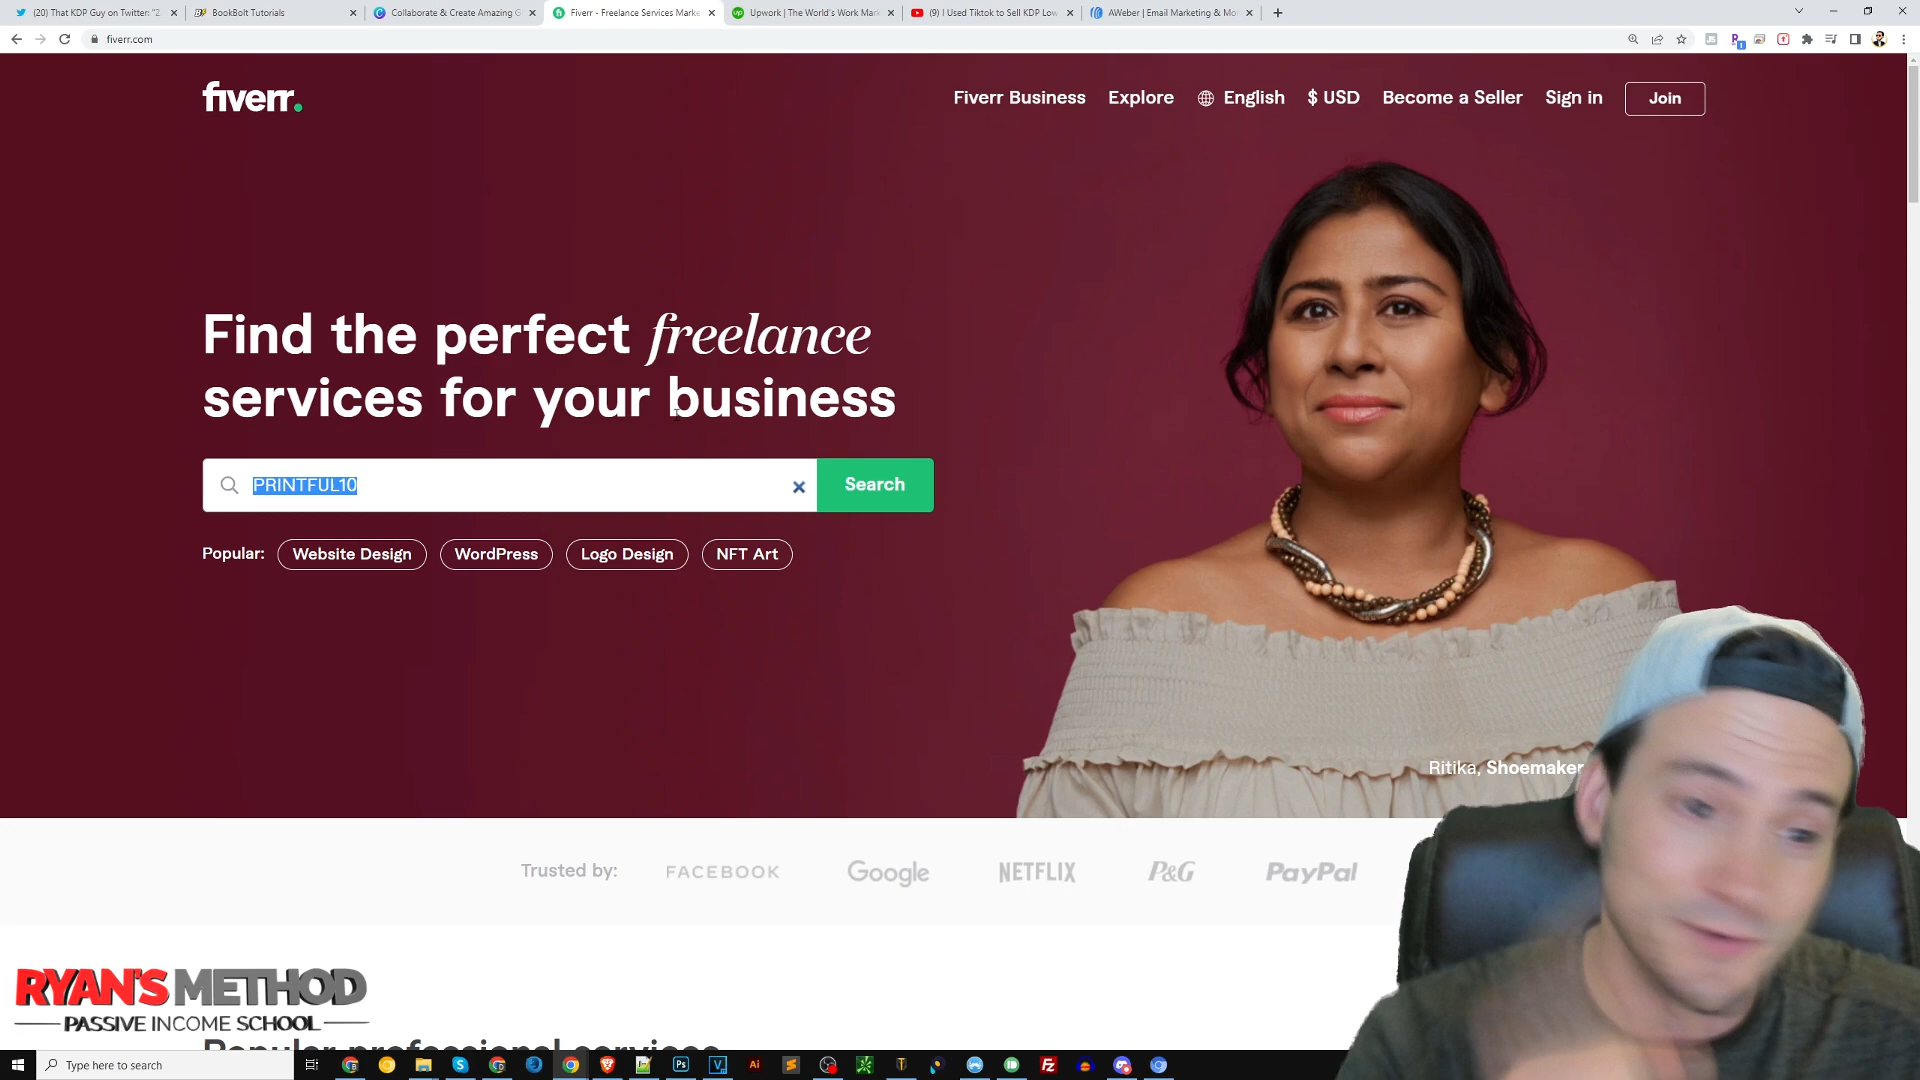 (20) That KDP Guy on Twitter: "2
BookBolt Tutorials
Collaborate & Create Amazing G
Fiverr - Freelance Services Marke
Upwork | The World's Work Mark
(9) I Used Tiktok to Sell KDP Low
AWeber | Email Marketing & Mo
fiverr.com
fiverr.
Fiverr Business
Explore
English
$ USD
Become a Seller
Sign in
Join
Find the perfect freelance
services for your business
PRINTFUL10
Search
Popular:
Website Design
WordPress
Logo Design
NFT Art
Ritika, Shoemaker
Trusted by:
FACEBOOK
Google
NETFLIX
P&G
PayPal
RYAN'S METHOD
PASSIVE INCOME SCHOOL
Popular professional services
Type here to search